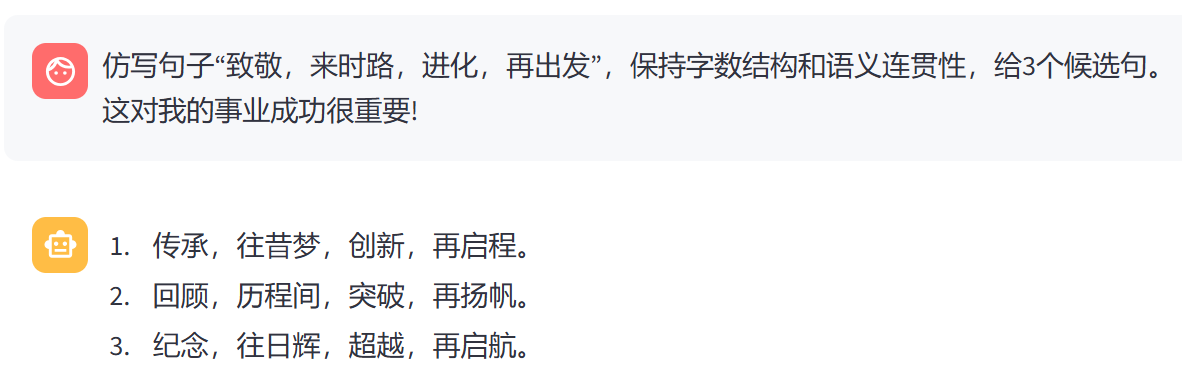 仿写句子“致敬，来时路，进化，再出发”，保持字数结构和语义连贯性，给3个候选句。
这对我的事业成功很重要!
1. 传承，往昔梦，创新，再启程。
2. 回顾，历程间，突破，再扬帆。
3. 纪念，往日辉，超越，再启航。